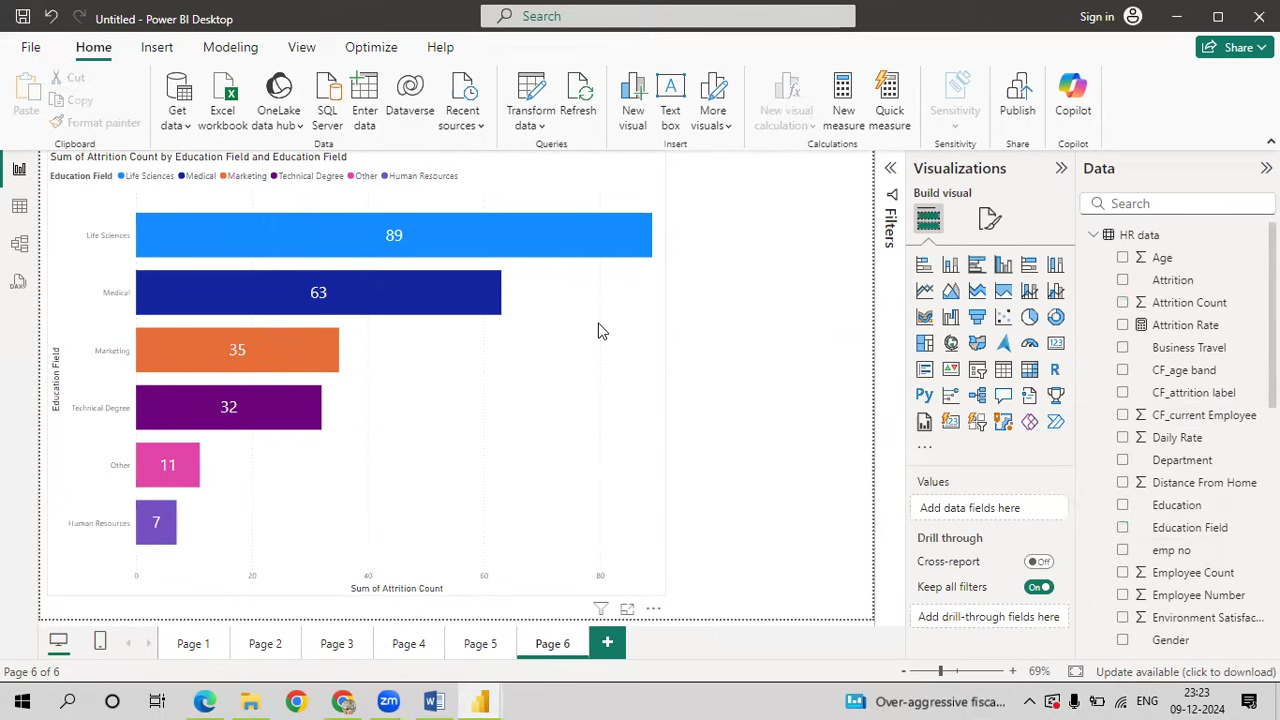 Untitled - Power BI Desktop
Search
Sign in
File
Home
Insert
Modeling
View
Optimize
Help
Share
Paste
Cut
Copy
Format painter
Get data
Excel workbook
OneLake data hub
SQL Server
Enter data
Dataverse
Recent sources
Transform data
Refresh
New visual
Text box
More visuals
New visual calculation
New measure
Quick measure
Sensitivity
Publish
Copilot
Clipboard
Data
Queries
Insert
Calculations
Sensitivity
Share
Copilot
Sum of Attrition Count by Education Field and Education Field
Education Field Life Sciences Medical Marketing Technical Degree Other Human Resources
Life Sciences 89
Medical 63
Marketing 35
Technical Degree 32
Other 11
Human Resources 7
Education Field
0 20 40 60 80
Sum of Attrition Count
Filters
Visualizations
Build visual
R
Py
123
Values
Add data fields here
Drill through
Cross-report
Off
Keep all filters
On
Add drill-through fields here
Data
Search
HR data
Age
Attrition
Attrition Count
Attrition Rate
Business Travel
CF_age band
CF_attrition label
CF_current Employee
Daily Rate
Department
Distance From Home
Education
Education Field
emp no
Employee Count
Employee Number
Environment Satisfac...
Gender
Page 1
Page 2
Page 3
Page 4
Page 5
Page 6
Page 6 of 6
69%
Update available (click to download)
zm
Over-aggressive fisca...
ENG
23:23
09-12-2024